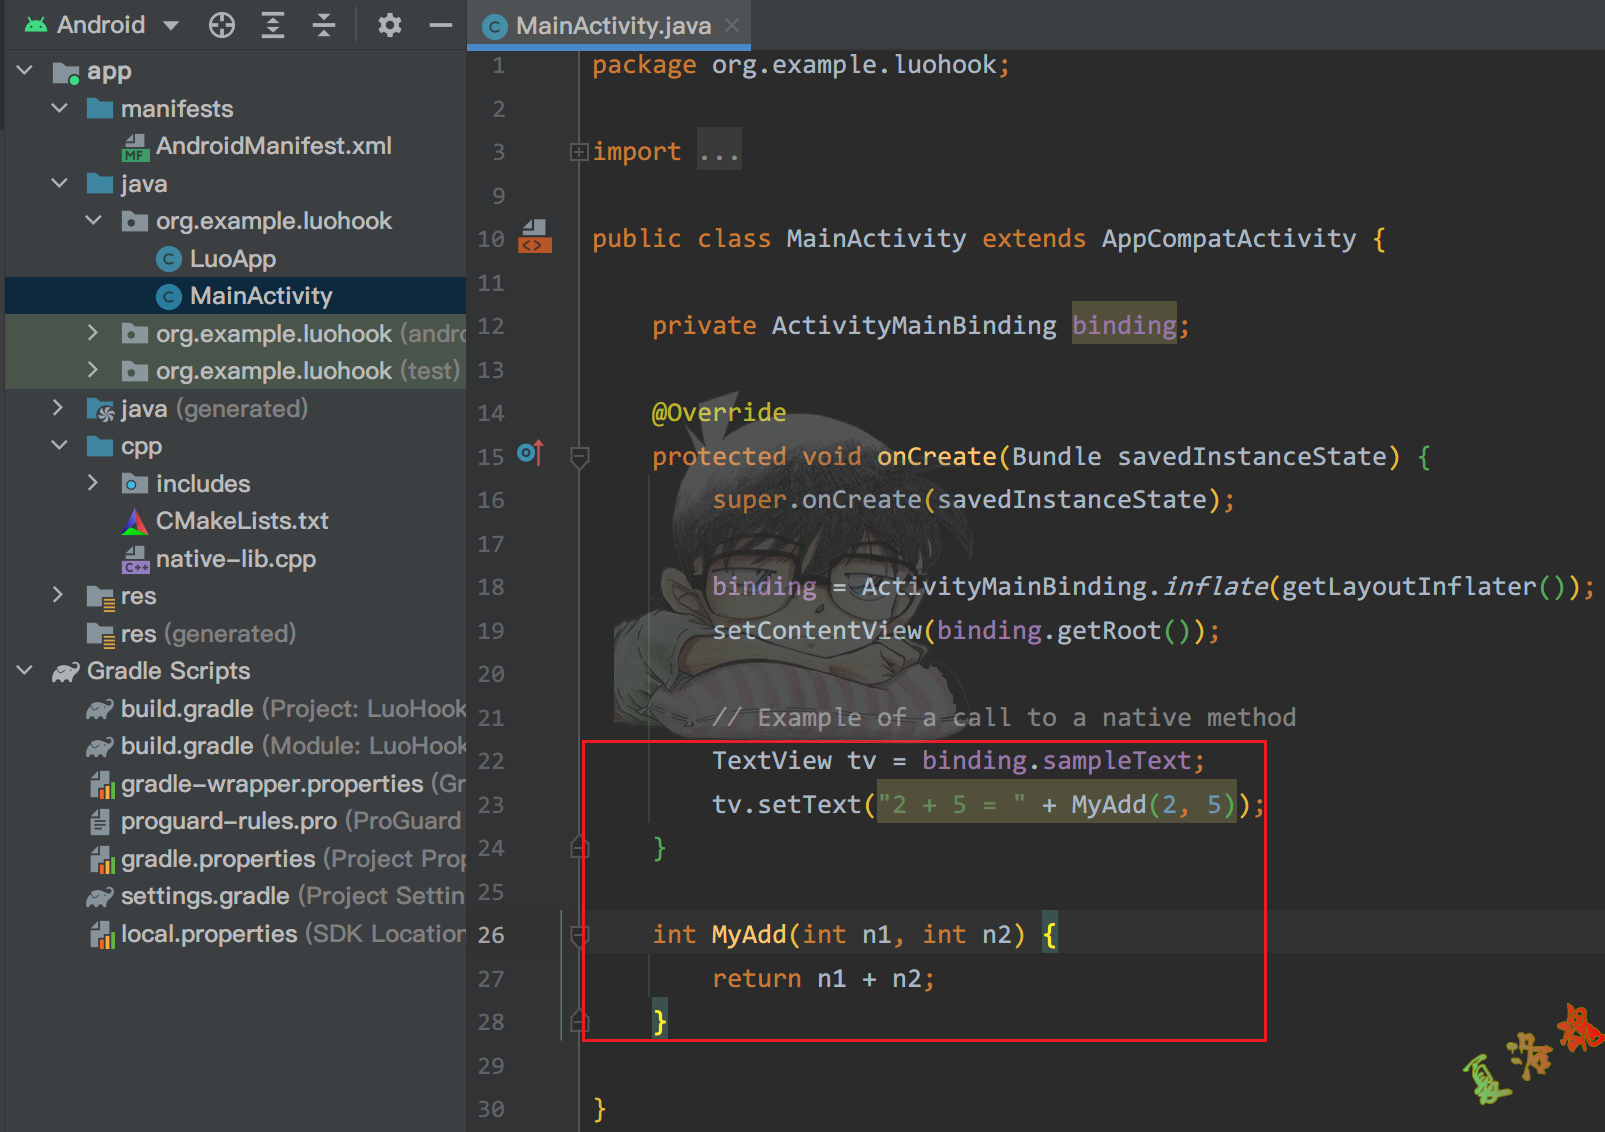 Android
app
manifests
AndroidManifest.xml
java
org.example.luohook
LuoApp
MainActivity
org.example.luohook (andro
org.example.luohook (test)
java (generated)
cpp
includes
CMakeLists.txt
native-lib.cpp
res
res (generated)
Gradle Scripts
build.gradle (Project: LuoHook
build.gradle (Module: LuoHook
gradle-wrapper.properties (Gr
proguard-rules.pro (ProGuard
gradle.properties (Project Prop
settings.gradle (Project Settin
local.properties (SDK Location
MainActivity.java
1 package org.example.luohook;
2
3 import ...
9
10 public class MainActivity extends AppCompatActivity {
11
12 private ActivityMainBinding binding;
13
14 @Override
15 protected void onCreate(Bundle savedInstanceState) {
16 super.onCreate(savedInstanceState);
17
18 binding = ActivityMainBinding.inflate(getLayoutInflater());
19 setContentView(binding.getRoot());
20
21 // Example of a call to a native method
22 TextView tv = binding.sampleText;
23 tv.setText("2 + 5 = " + MyAdd(2, 5));
24 }
25
26 int MyAdd(int n1, int n2) {
27 return n1 + n2;
28 }
29
30 }
夏洛